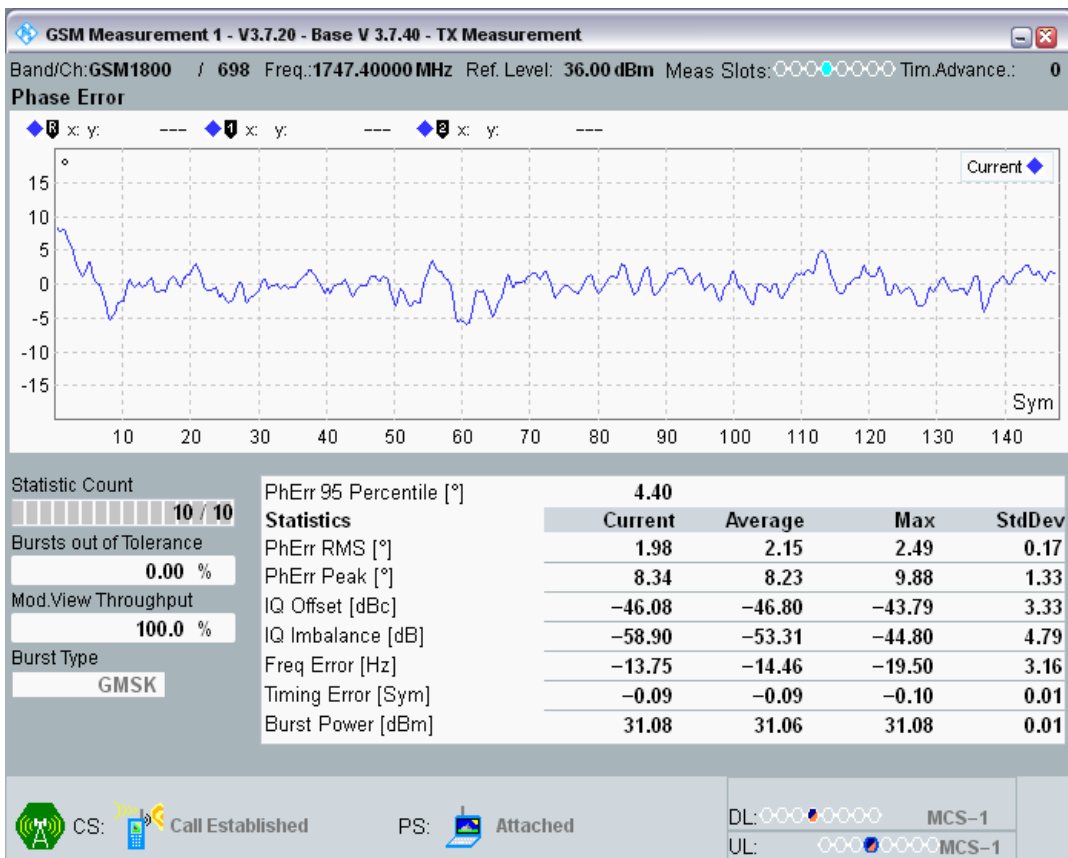 GSM Measurement 1 - V3.7.20 - Base V 3.7.40 - TX Measurement
Band/Ch:GSM1800 / 698 Freq.:1747.40000 MHz Ref. Level: 36.00 dBm Meas Slots: Tim.Advance.: 0
Phase Error
R x: y: --- 1 x: y: --- 2 x: y: ---
° Current
15
10
5
0
-5
-10
-15
Sym
10 20 30 40 50 60 70 80 90 100 110 120 130 140
Statistic Count
10 / 10
Bursts out of Tolerance
0.00 %
Mod.View Throughput
100.0 %
Burst Type
GMSK
PhErr 95 Percentile [°] 4.40
Statistics Current Average Max StdDev
PhErr RMS [°] 1.98 2.15 2.49 0.17
PhErr Peak [°] 8.34 8.23 9.88 1.33
IQ Offset [dBc] −46.08 −46.80 −43.79 3.33
IQ Imbalance [dB] −58.90 −53.31 −44.80 4.79
Freq Error [Hz] −13.75 −14.46 −19.50 3.16
Timing Error [Sym] −0.09 −0.09 −0.10 0.01
Burst Power [dBm] 31.08 31.06 31.08 0.01
CS: Call Established PS: Attached
DL: MCS−1
UL: MCS−1